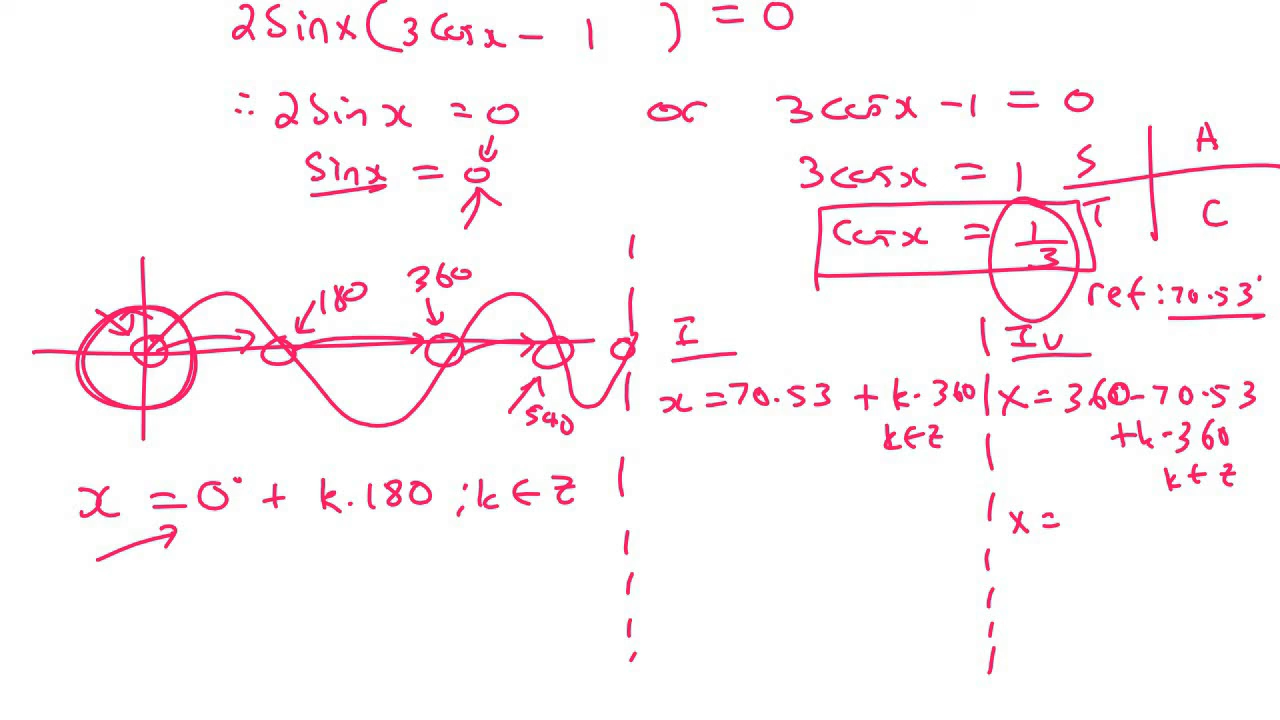 2sinx(3cosx - 1 ) = 0
∴ 2sinx = 0 or 3cosx - 1 = 0
sinx = 0
3cosx = 1
cosx = 1/3
S A
T C
ref: 70.53°
180
360
540
x = 0° + k.180 ; k ∈ Z
I
x = 70.53 + k.360
k ∈ Z
IV
x = 360 - 70.53
+ k.360
k ∈ Z
x =